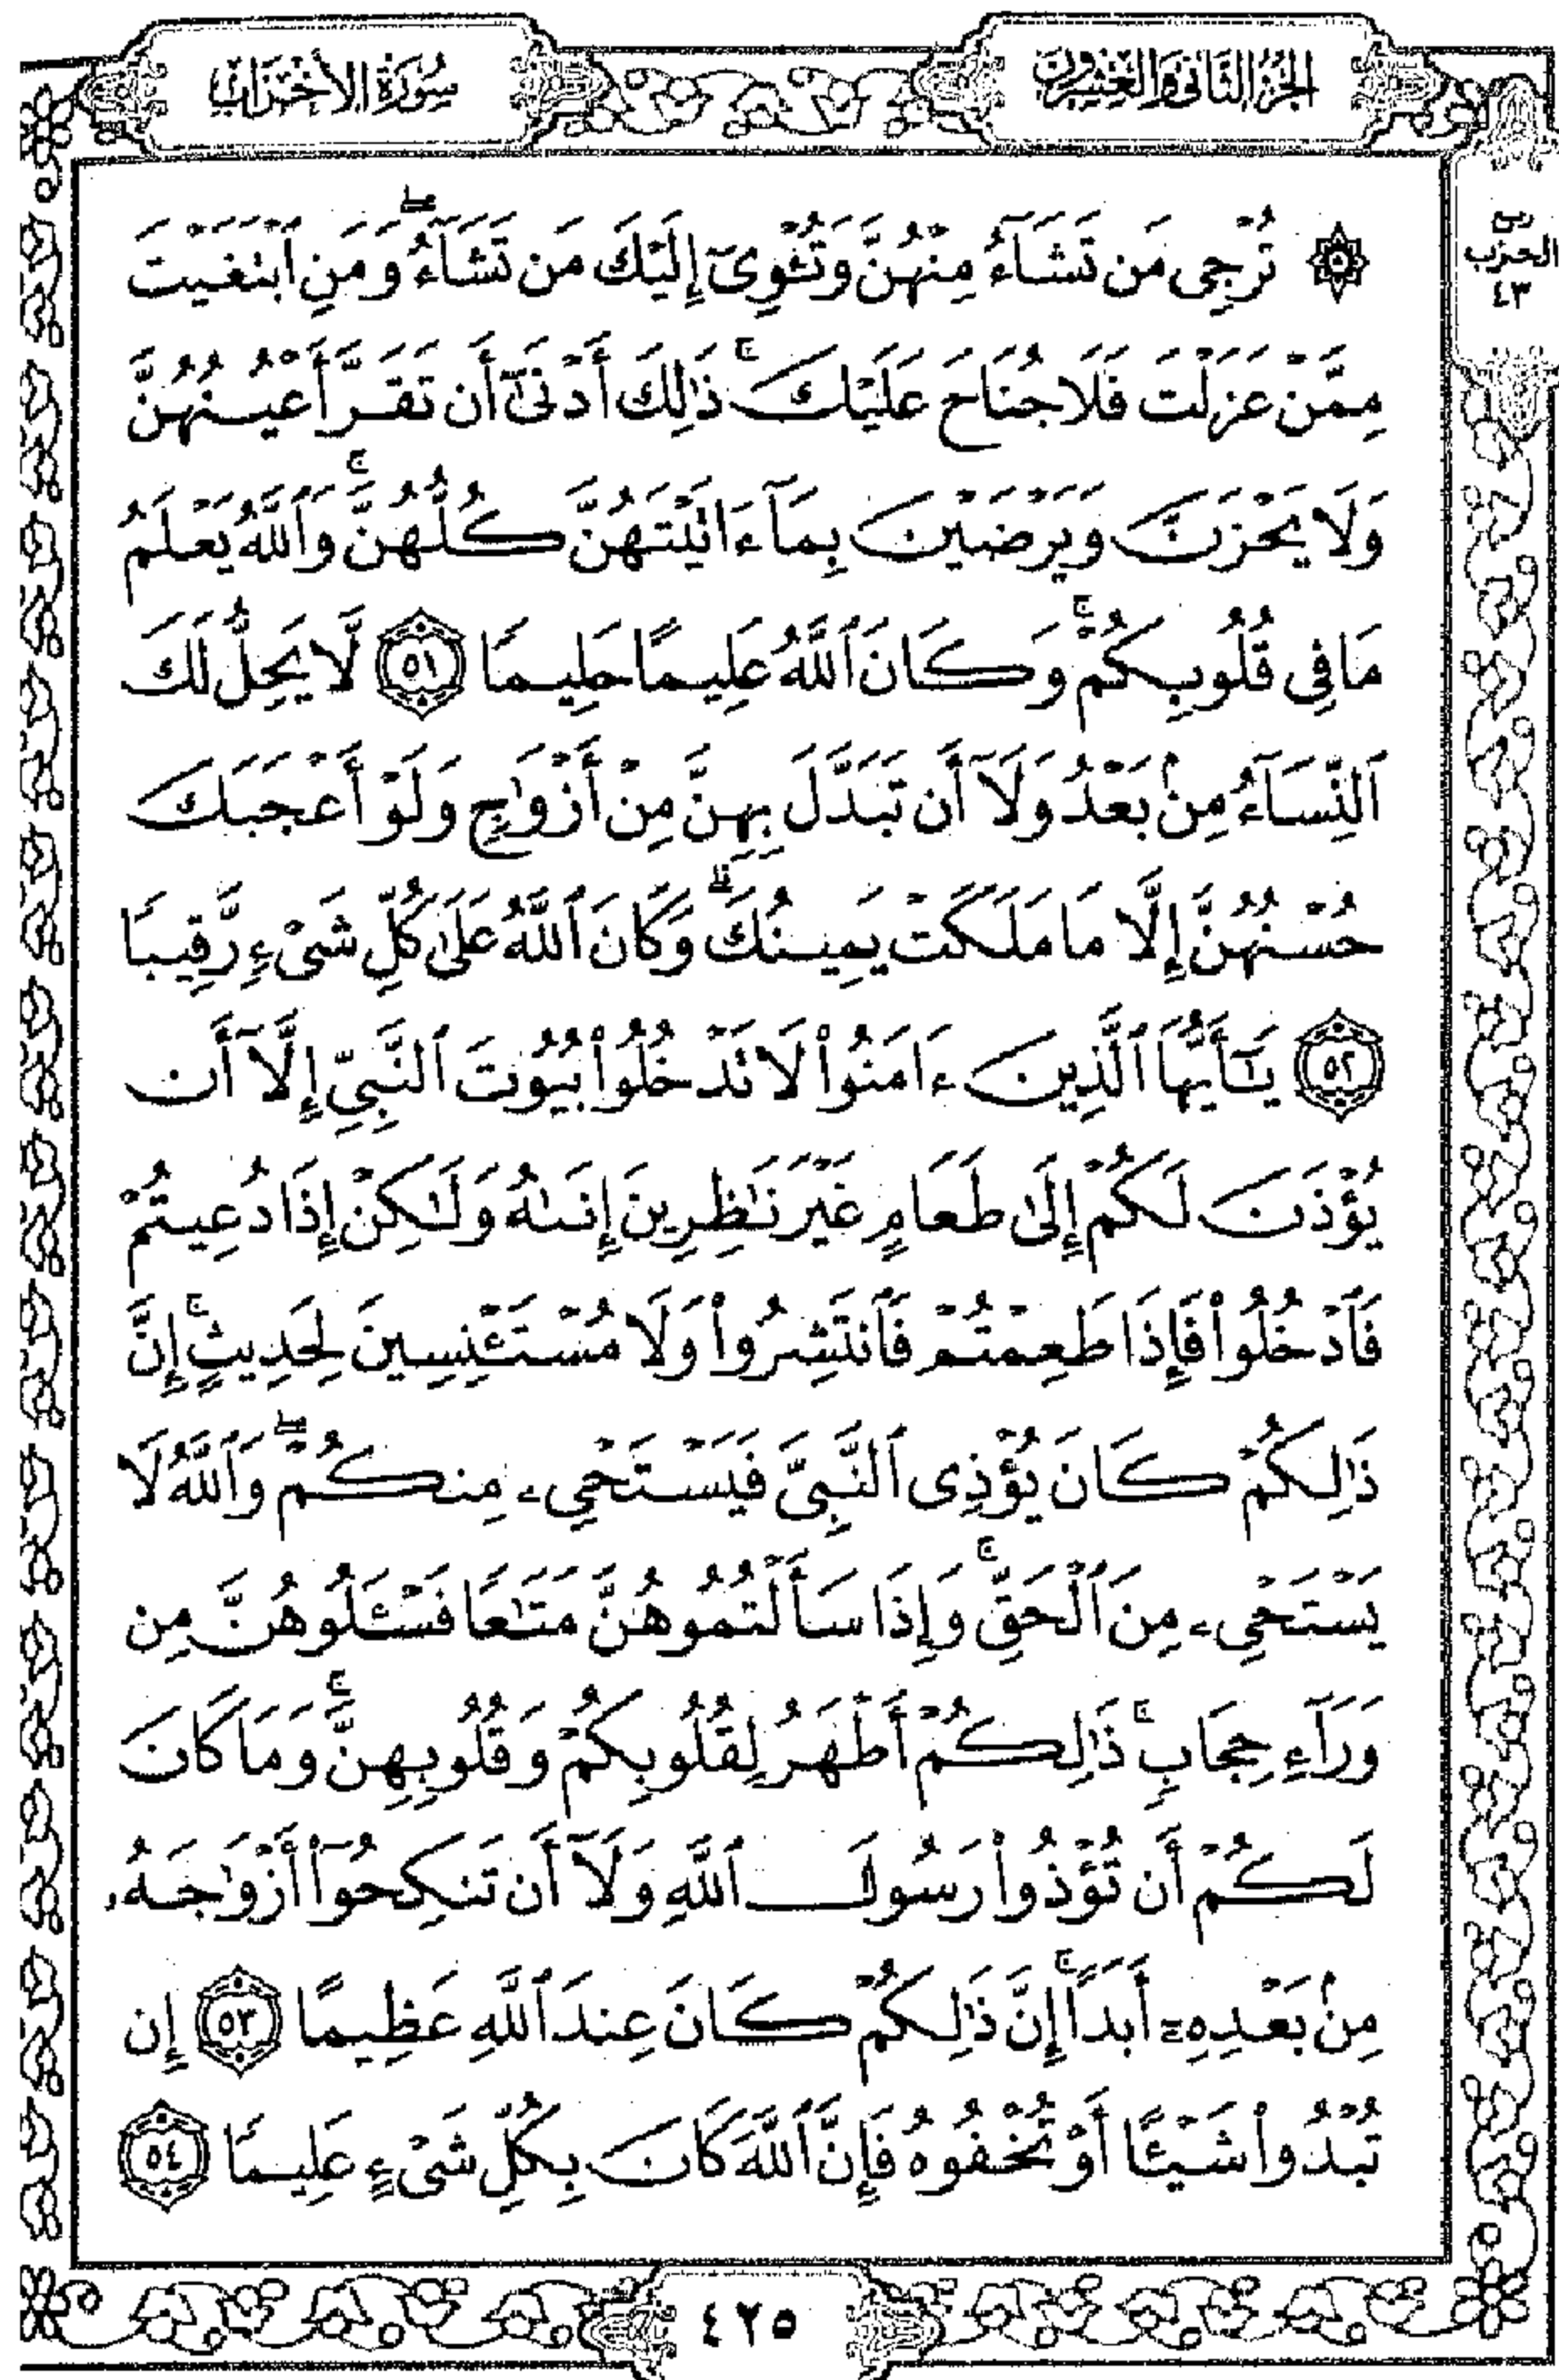 الجزء الثاني والعشرون
سورة الأحزاب
ربع
الحزب
٤٣
۞ تُرْجِى مَن تَشَآءُ مِنْهُنَّ وَتُـْٔوِىٓ إِلَيْكَ مَن تَشَآءُ ۖ وَمَنِ ٱبْتَغَيْتَ
مِمَّنْ عَزَلْتَ فَلَا جُنَاحَ عَلَيْكَ ۚ ذَٰلِكَ أَدْنَىٰٓ أَن تَقَرَّ أَعْيُنُهُنَّ
وَلَا يَحْزَنَّ وَيَرْضَيْنَ بِمَآ ءَاتَيْتَهُنَّ كُلُّهُنَّ ۚ وَٱللَّهُ يَعْلَمُ
مَا فِى قُلُوبِكُمْ ۚ وَكَانَ ٱللَّهُ عَلِيمًا حَلِيمًا ٥١ لَّا يَحِلُّ لَكَ
ٱلنِّسَآءُ مِنۢ بَعْدُ وَلَآ أَن تَبَدَّلَ بِهِنَّ مِنْ أَزْوَٰجٍ وَلَوْ أَعْجَبَكَ
حُسْنُهُنَّ إِلَّا مَا مَلَكَتْ يَمِينُكَ ۗ وَكَانَ ٱللَّهُ عَلَىٰ كُلِّ شَىْءٍ رَّقِيبًا
٥٢ يَـٰٓأَيُّهَا ٱلَّذِينَ ءَامَنُوا۟ لَا تَدْخُلُوا۟ بُيُوتَ ٱلنَّبِىِّ إِلَّآ أَن
يُؤْذَنَ لَكُمْ إِلَىٰ طَعَامٍ غَيْرَ نَـٰظِرِينَ إِنَىٰهُ وَلَـٰكِنْ إِذَا دُعِيتُمْ
فَٱدْخُلُوا۟ فَإِذَا طَعِمْتُمْ فَٱنتَشِرُوا۟ وَلَا مُسْتَـْٔنِسِينَ لِحَدِيثٍ ۚ إِنَّ
ذَٰلِكُمْ كَانَ يُؤْذِى ٱلنَّبِىَّ فَيَسْتَحْىِۦ مِنكُمْ ۖ وَٱللَّهُ لَا
يَسْتَحْىِۦ مِنَ ٱلْحَقِّ ۚ وَإِذَا سَأَلْتُمُوهُنَّ مَتَـٰعًا فَسْـَٔلُوهُنَّ مِن
وَرَآءِ حِجَابٍ ۚ ذَٰلِكُمْ أَطْهَرُ لِقُلُوبِكُمْ وَقُلُوبِهِنَّ ۚ وَمَا كَانَ
لَكُمْ أَن تُؤْذُوا۟ رَسُولَ ٱللَّهِ وَلَآ أَن تَنكِحُوٓا۟ أَزْوَٰجَهُۥ
مِنۢ بَعْدِهِۦٓ أَبَدًا ۚ إِنَّ ذَٰلِكُمْ كَانَ عِندَ ٱللَّهِ عَظِيمًا ٥٣ إِن
تُبْدُوا۟ شَيْـًٔا أَوْ تُخْفُوهُ فَإِنَّ ٱللَّهَ كَانَ بِكُلِّ شَىْءٍ عَلِيمًا ٥٤
٤٢٥